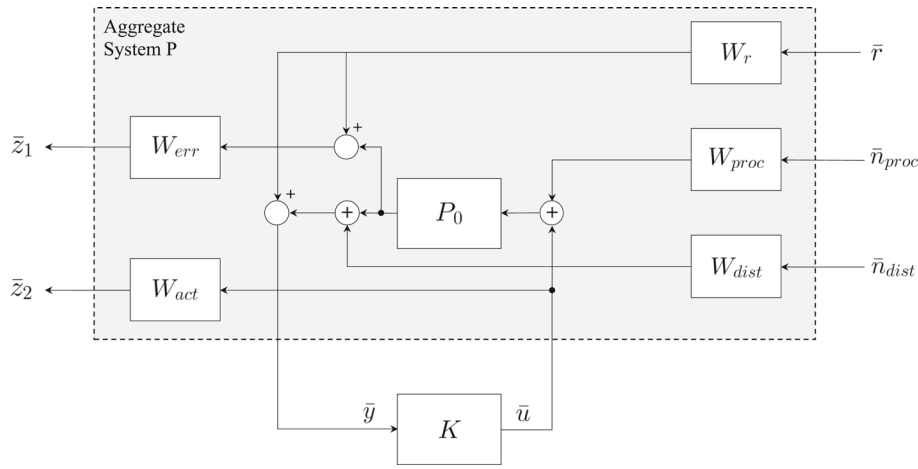 Aggregate
System P
W_r
r̄
z̄_1
W_err
+
W_proc
n̄_proc
+
P_0
+
+
W_dist
n̄_dist
z̄_2
W_act
ȳ
K
ū